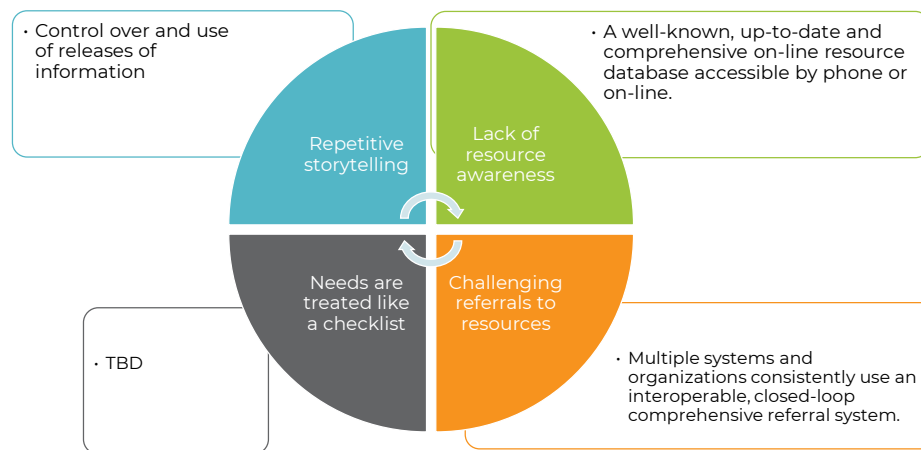 · Control over and use
of releases of
information
· A well-known, up-to-date and
comprehensive on-line resource
database accessible by phone or
on-line.
Repetitive
storytelling
Lack of
resource
awareness
Needs are
treated like
a checklist
Challenging
referrals to
resources
· TBD
· Multiple systems and
organizations consistently use an
interoperable, closed-loop
comprehensive referral system.